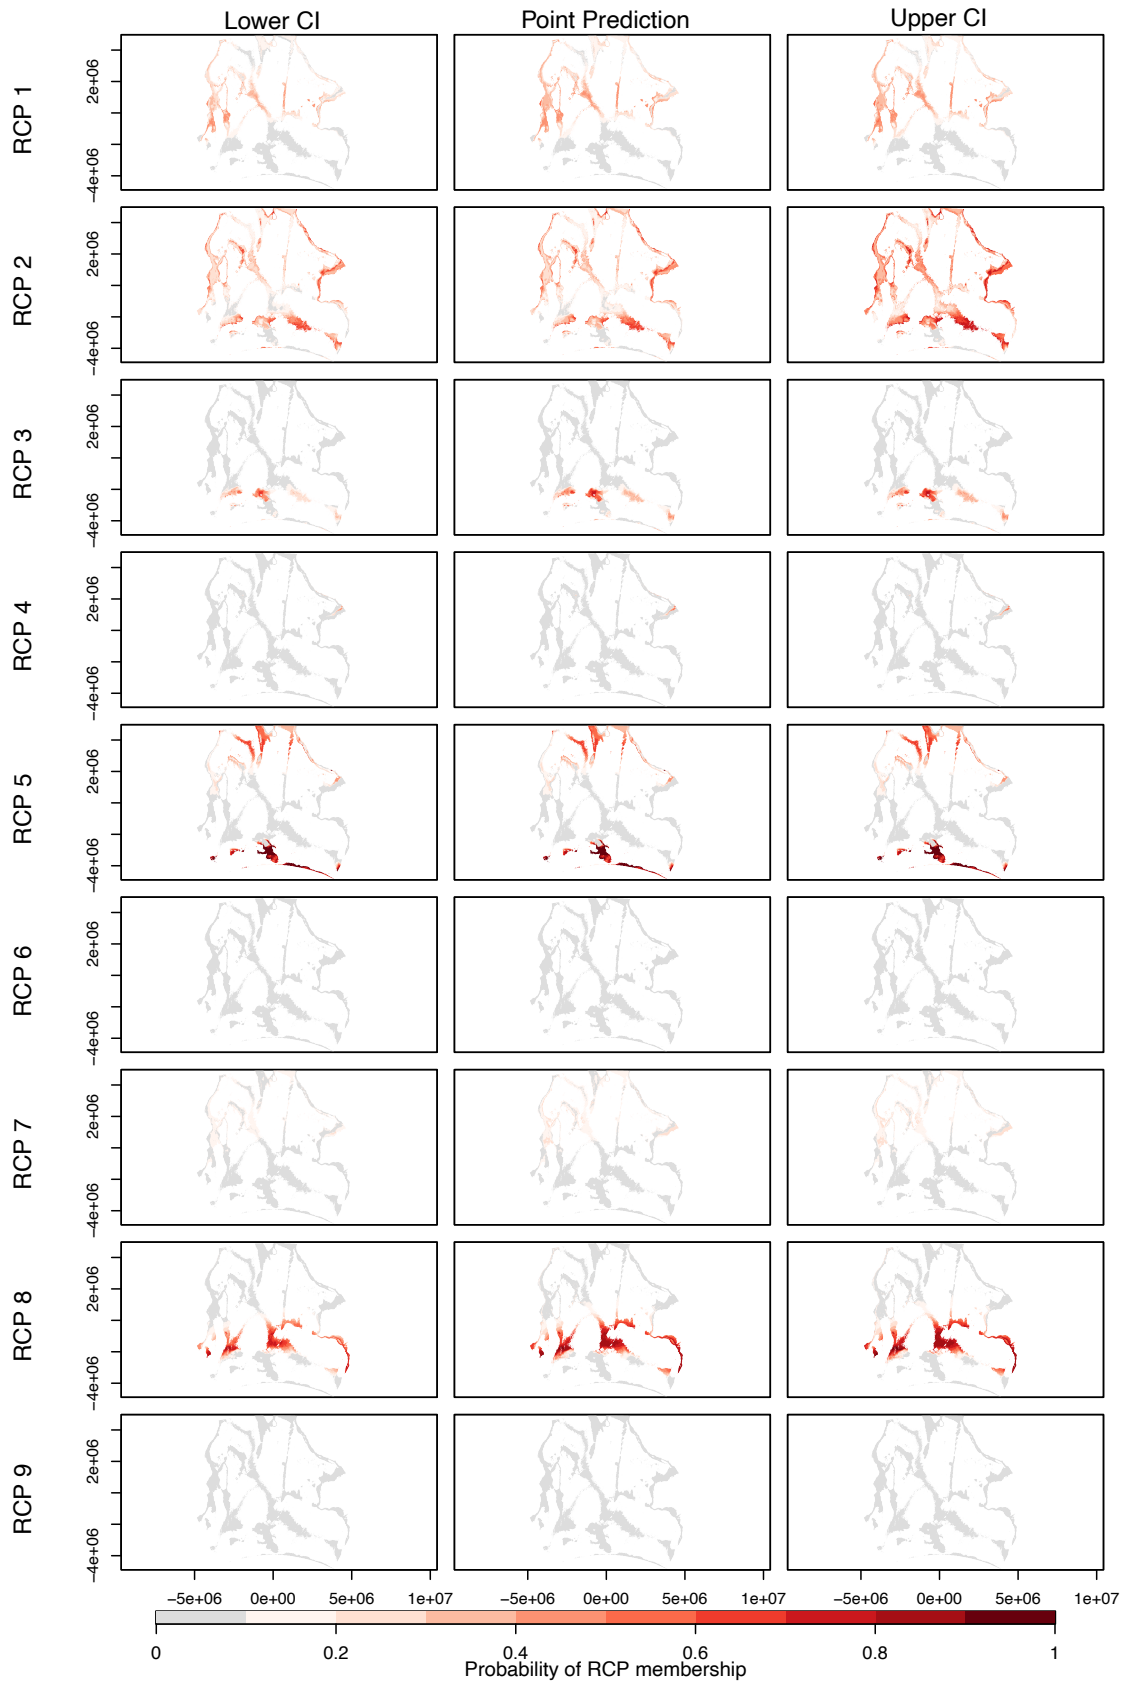 Lower CI Point Prediction Upper CI
RCP 1
2e+06
−4e+06
RCP 2
2e+06
−4e+06
RCP 3
2e+06
−4e+06
RCP 4
2e+06
−4e+06
RCP 5
2e+06
−4e+06
RCP 6
2e+06
−4e+06
RCP 7
2e+06
−4e+06
RCP 8
2e+06
−4e+06
RCP 9
2e+06
−4e+06
−5e+06 0e+00 5e+06 1e+07 −5e+06 0e+00 5e+06 1e+07 −5e+06 0e+00 5e+06 1e+07
0 0.2 0.4 0.6 0.8 1
Probability of RCP membership